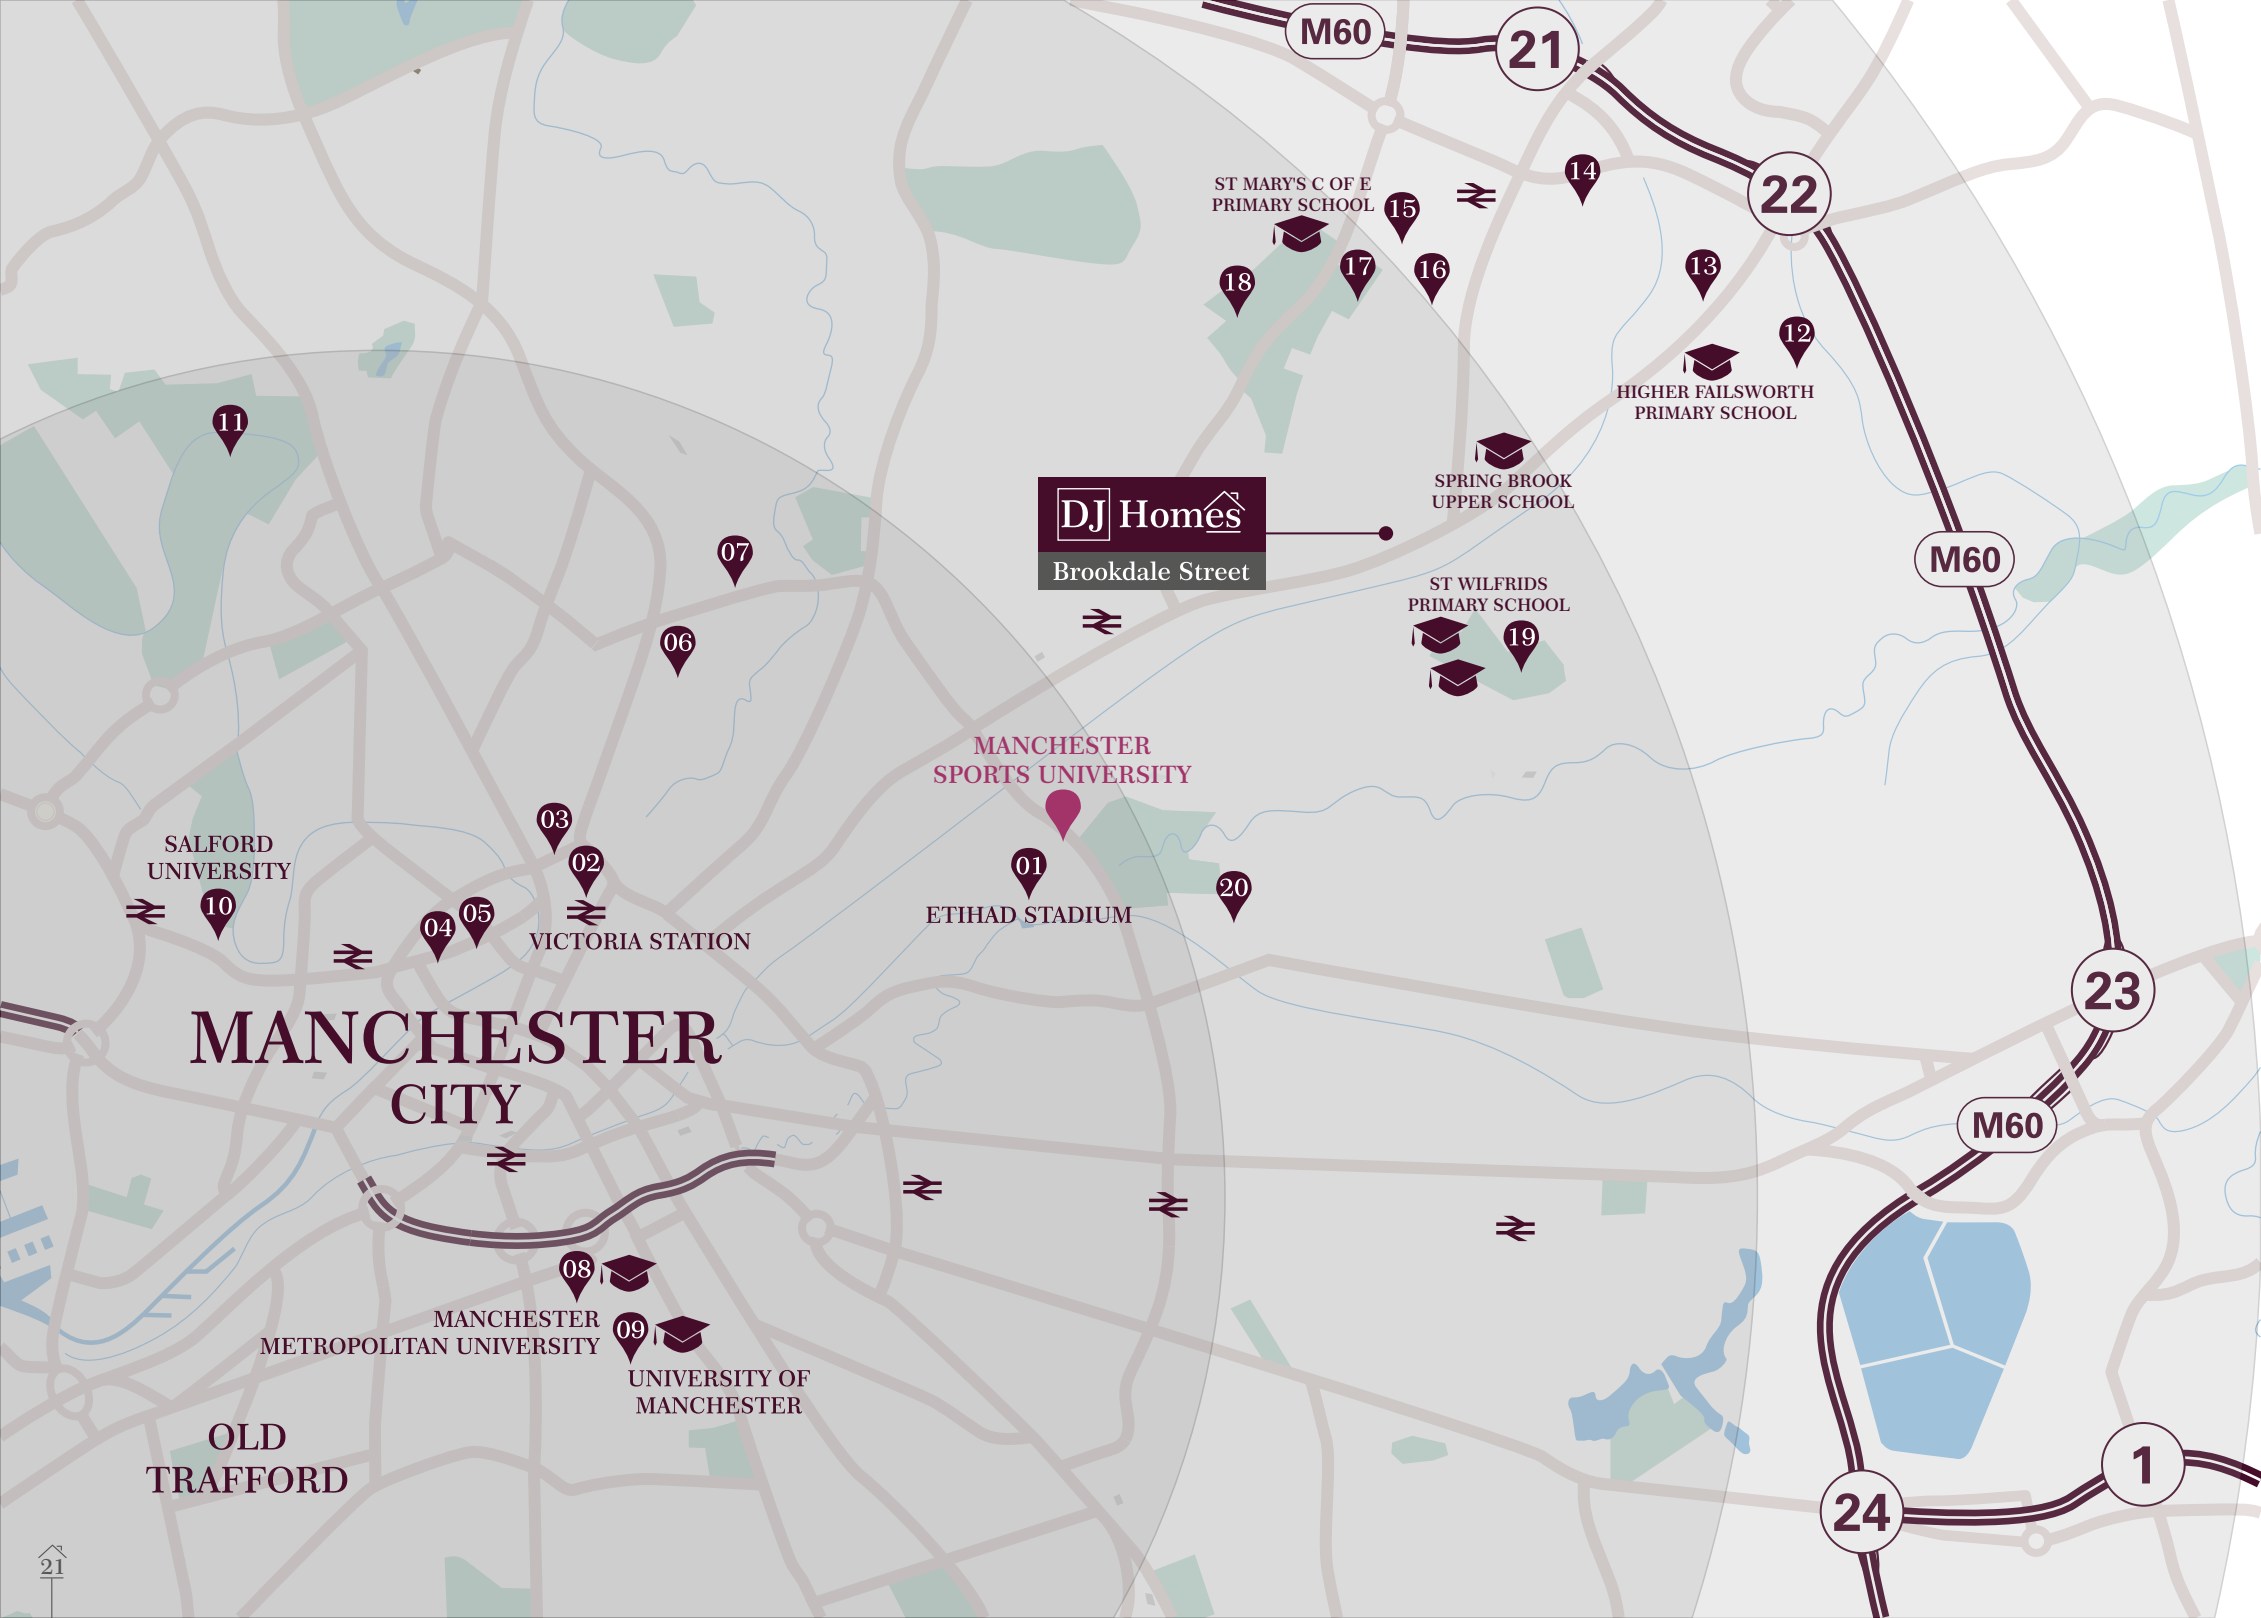 M60
21
22
14
ST MARY'S C OF E
PRIMARY SCHOOL
15
17
16
18
13
12
HIGHER FAILSWORTH
PRIMARY SCHOOL
11
SPRING BROOK
UPPER SCHOOL
DJ Homes
Brookdale Street
M60
07
06
ST WILFRIDS
PRIMARY SCHOOL
19
MANCHESTER
SPORTS UNIVERSITY
03
02
SALFORD
UNIVERSITY
10
04
05
VICTORIA STATION
01
ETIHAD STADIUM
20
23
MANCHESTER
CITY
M60
08
MANCHESTER
METROPOLITAN UNIVERSITY
09
UNIVERSITY OF
MANCHESTER
OLD
TRAFFORD
1
24
21